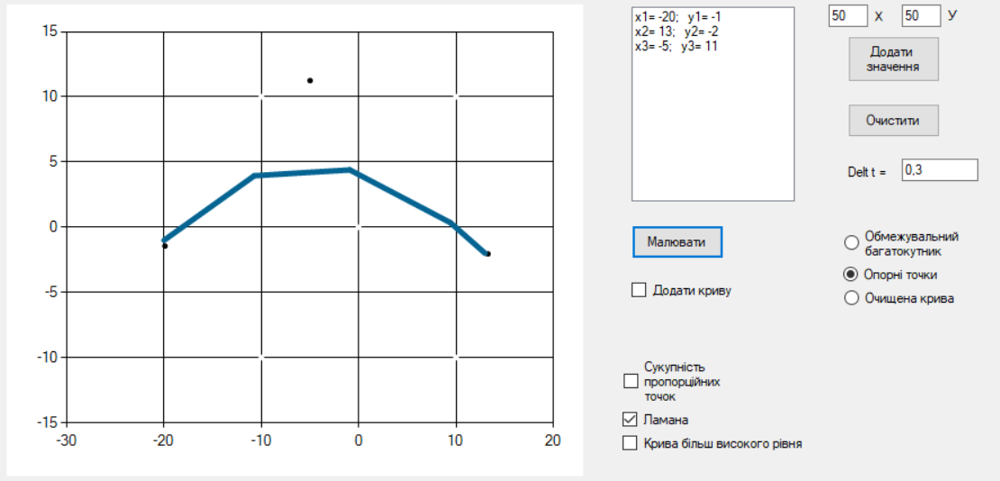 15
10
5
0
-5
-10
-15
-30 -20 -10 0 10 20
x1= -20; y1= -1
x2= 13; y2= -2
x3= -5; y3= 11
50 X 50 У
Додати
значення
Очистити
Delt t = 0,3
Малювати
Додати криву
Обмежувальний
багатокутник
Опорні точки
Очищена крива
Сукупність
пропорційних
точок
Ламана
Крива більш високого рівня